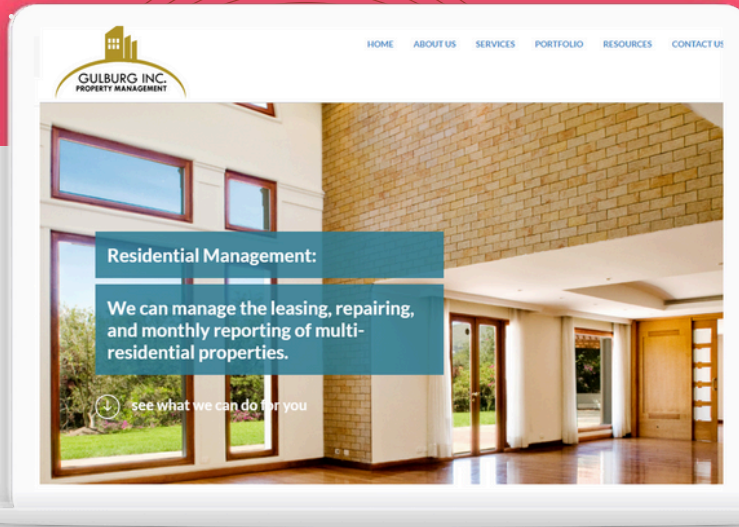 GULBURG INC.
PROPERTY MANAGEMENT
HOME ABOUT US SERVICES PORTFOLIO RESOURCES CONTACT US
Residential Management:
We can manage the leasing, repairing,
and monthly reporting of multi-
residential properties.
see what we can do for you